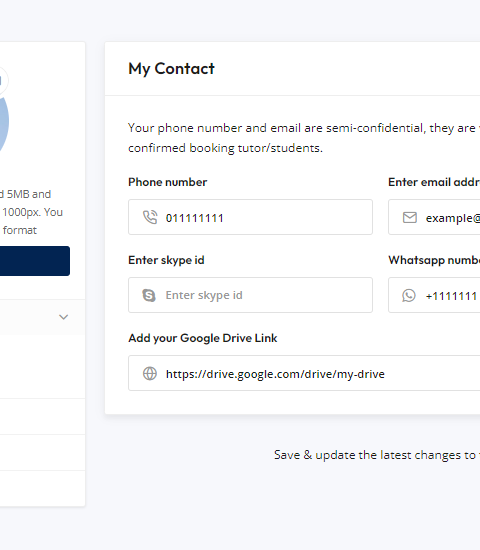 d 5MB and
1000px. You
format
My Contact
Your phone number and email are semi-confidential, they are
confirmed booking tutor/students.
Phone number
Enter email addr
011111111
example@
Enter skype id
Whatsapp numb
Enter skype id
+1111111
Add your Google Drive Link
https://drive.google.com/drive/my-drive
Save & update the latest changes to